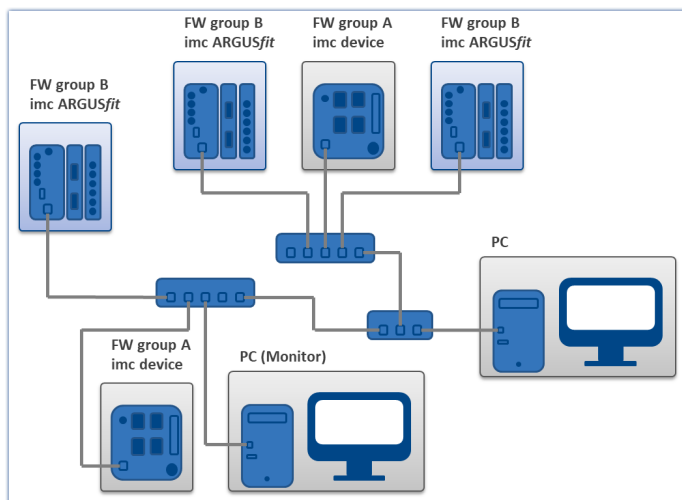 FW group B
imc ARGUSfit
FW group A
imc device
FW group B
imc ARGUSfit
FW group B
imc ARGUSfit
PC
FW group A
imc device
PC (Monitor)